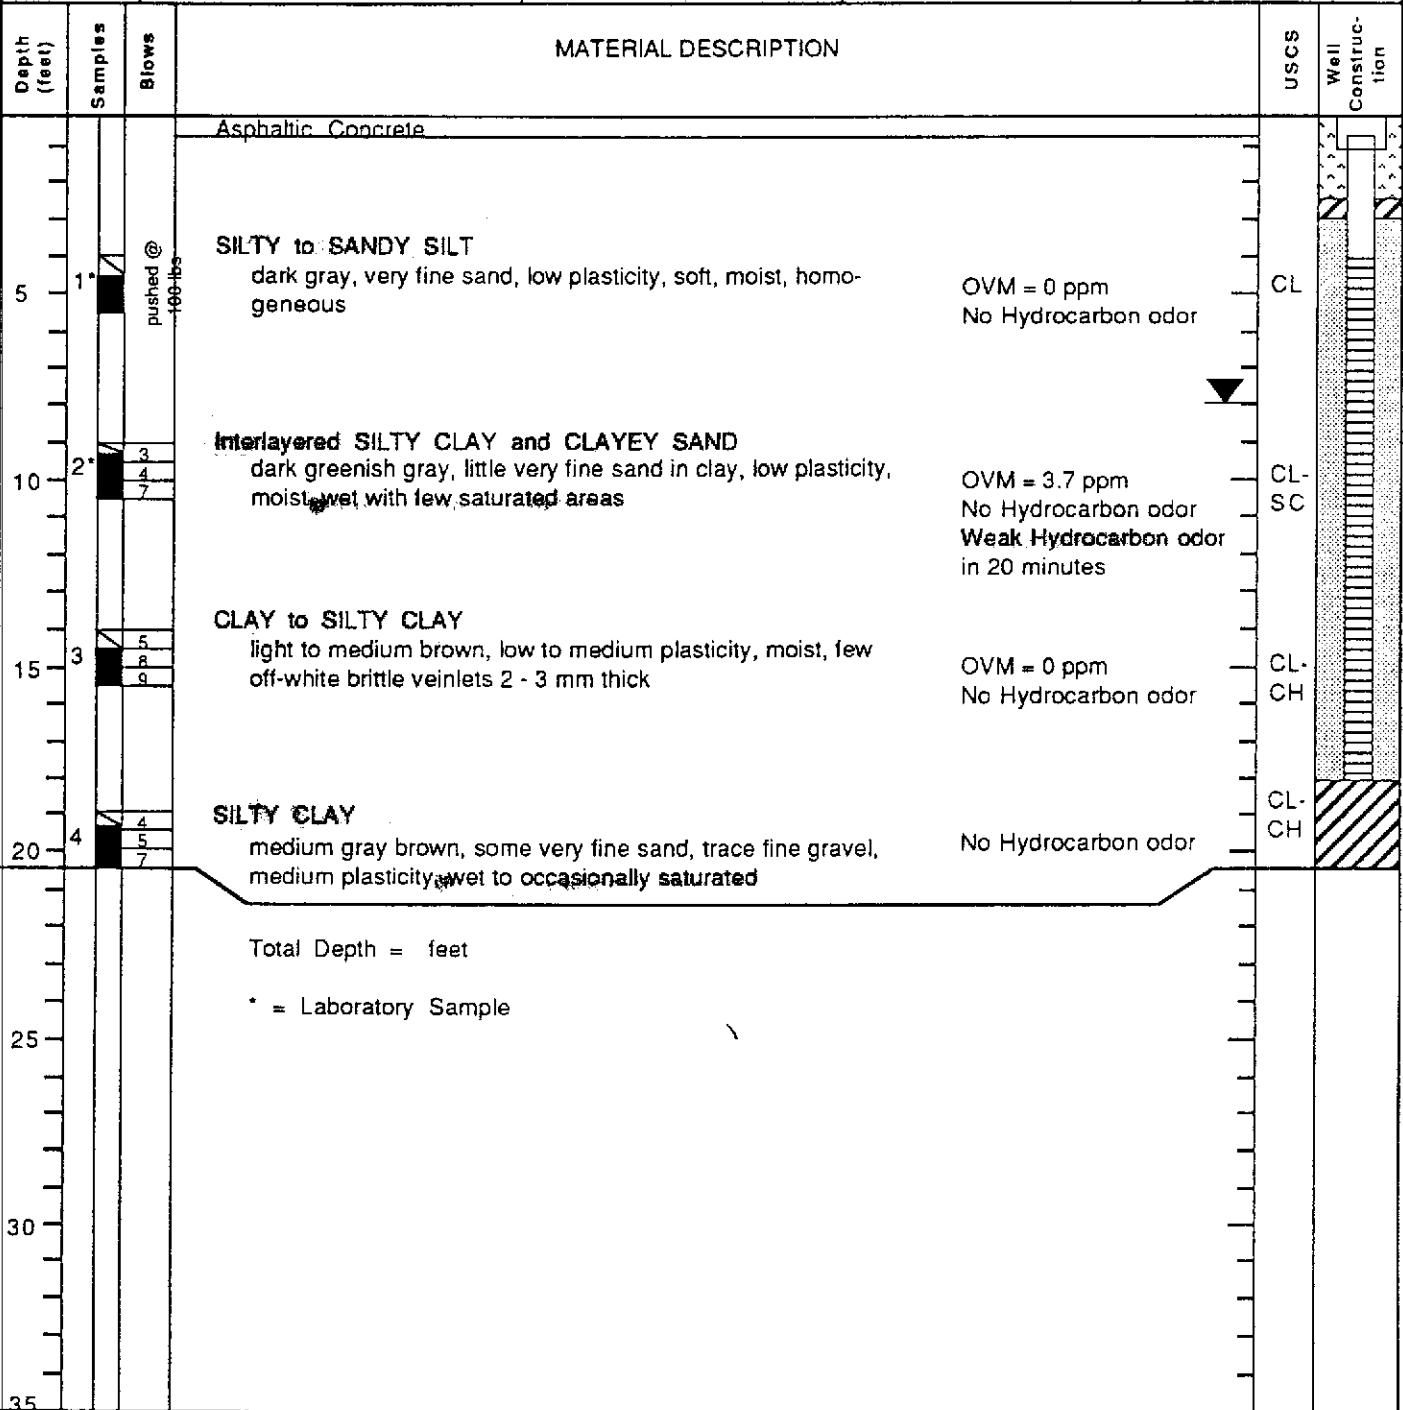 Depth (feet)
Samples
Blows
MATERIAL DESCRIPTION
USCS
Well Construc-tion
Asphaltic Concrete
pushed @ 100 lbs
SILTY to SANDY SILT
1*
dark gray, very fine sand, low plasticity, soft, moist, homo-
OVM = 0 ppm
CL
5
geneous
No Hydrocarbon odor
Interlayered SILTY CLAY and CLAYEY SAND
3
2*
dark greenish gray, little very fine sand in clay, low plasticity,
4
OVM = 3.7 ppm
CL-
10
7
moist, wet with few saturated areas
No Hydrocarbon odor
SC
Weak Hydrocarbon odor
in 20 minutes
CLAY to SILTY CLAY
5
3
light to medium brown, low to medium plasticity, moist, few
8
OVM = 0 ppm
CL-
15
9
off-white brittle veinlets 2 - 3 mm thick
No Hydrocarbon odor
CH
SILTY CLAY
CL-
4
4
5
CH
20
7
medium gray brown, some very fine sand, trace fine gravel,
No Hydrocarbon odor
medium plasticity, wet to occasionally saturated
Total Depth = feet
* = Laboratory Sample
25
30
35